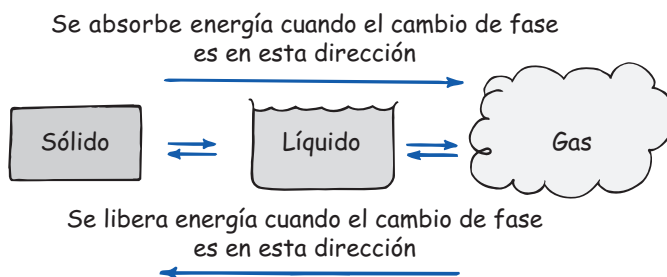 Se absorbe energía cuando el cambio de fase
es en esta dirección
Sólido
Líquido
Gas
Se libera energía cuando el cambio de fase
es en esta dirección